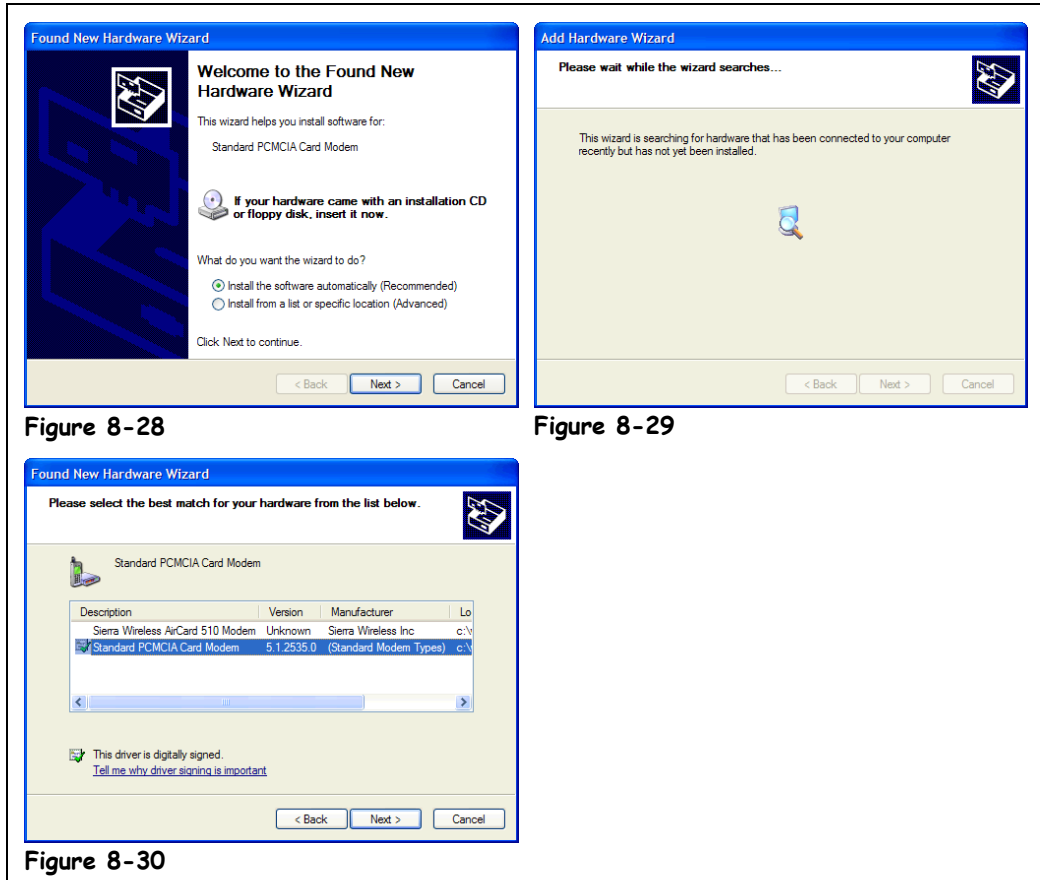 Found New Hardware Wizard
Welcome to the Found New
Hardware Wizard
This wizard helps you install software for:
Standard PCMCIA Card Modem
If your hardware came with an installation CD
or floppy disk, insert it now.
What do you want the wizard to do?
Install the software automatically (Recommended)
Install from a list or specific location (Advanced)
Click Next to continue.
< Back Next > Cancel
Figure 8-28
Add Hardware Wizard
Please wait while the wizard searches...
This wizard is searching for hardware that has been connected to your computer
recently but has not yet been installed.
< Back Next > Cancel
Figure 8-29
Found New Hardware Wizard
Please select the best match for your hardware from the list below.
Standard PCMCIA Card Modem
Description Version Manufacturer Lo
Sierra Wireless AirCard 510 Modem Unknown Sierra Wireless Inc c:\
Standard PCMCIA Card Modem 5.1.2535.0 (Standard Modem Types) c:\
This driver is digitally signed.
Tell me why driver signing is important
< Back Next > Cancel
Figure 8-30